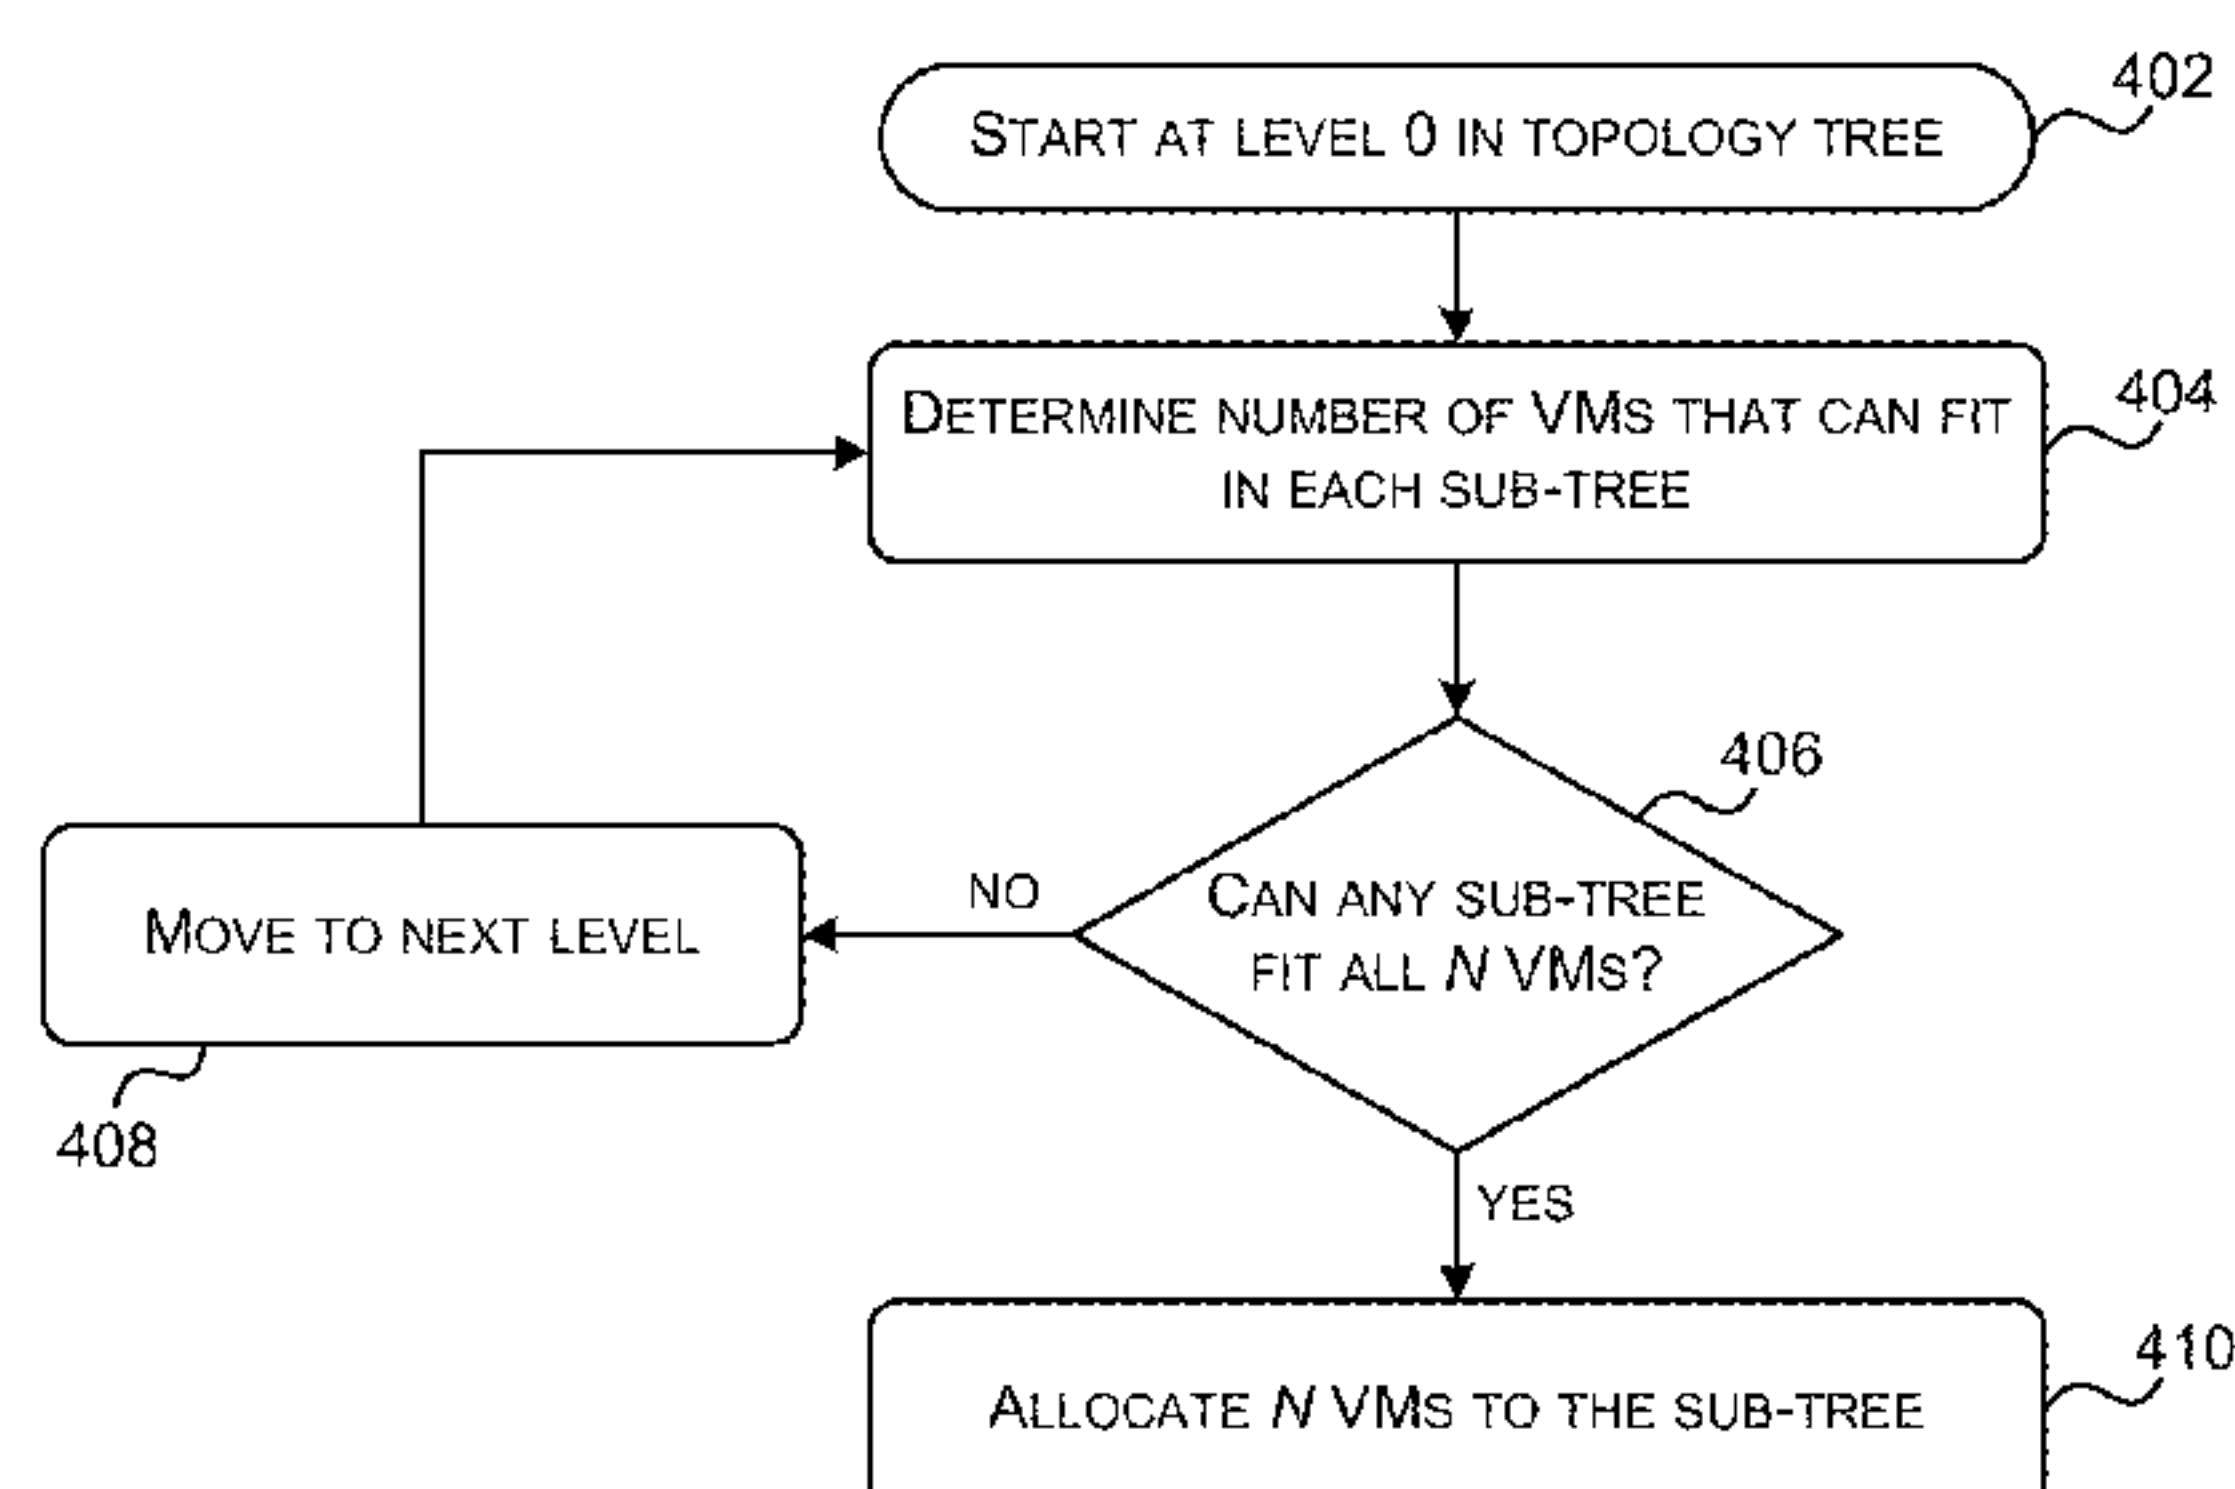 402
START AT LEVEL 0 IN TOPOLOGY TREE
404
DETERMINE NUMBER OF VMS THAT CAN FIT
IN EACH SUB-TREE
406
CAN ANY SUB-TREE
FIT ALL N VMS?
NO
MOVE TO NEXT LEVEL
408
YES
410
ALLOCATE N VMS TO THE SUB-TREE